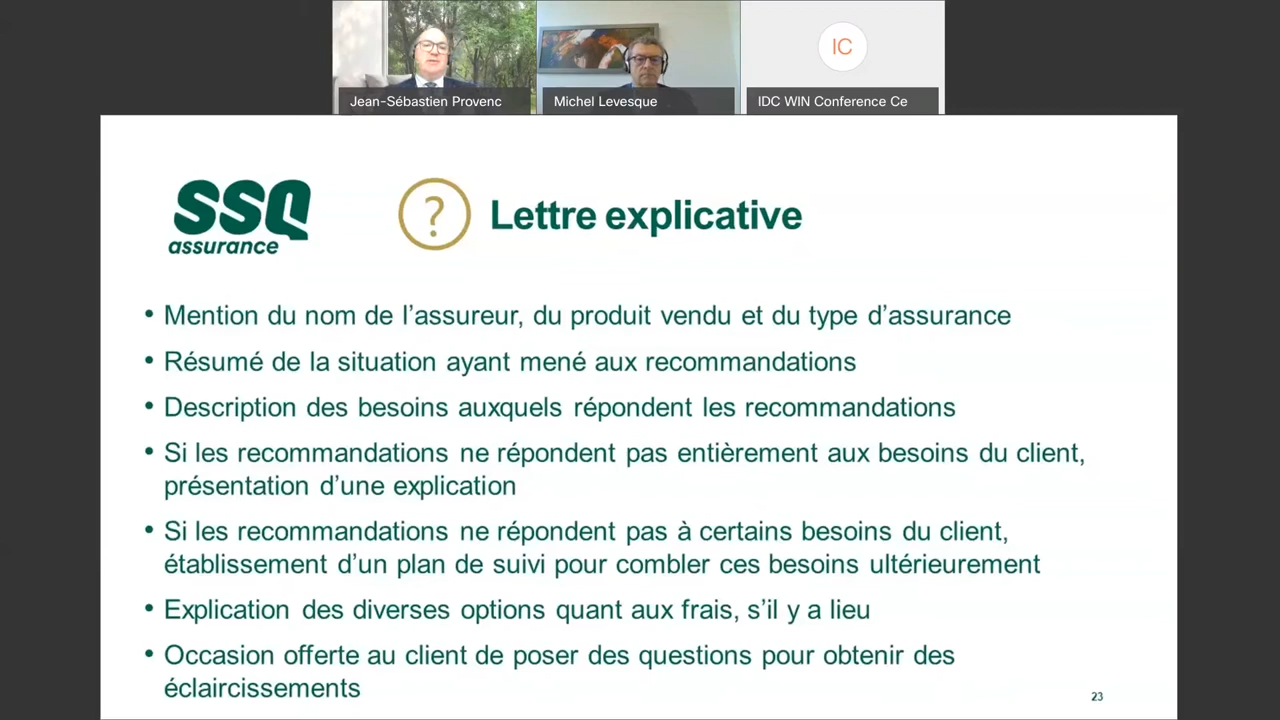 Jean-Sébastien Provenc
Michel Levesque
IC
IDC WIN Conference Ce
SSQ
assurance
? Lettre explicative
• Mention du nom de l’assureur, du produit vendu et du type d’assurance
• Résumé de la situation ayant mené aux recommandations
• Description des besoins auxquels répondent les recommandations
• Si les recommandations ne répondent pas entièrement aux besoins du client,
présentation d’une explication
• Si les recommandations ne répondent pas à certains besoins du client,
établissement d’un plan de suivi pour combler ces besoins ultérieurement
• Explication des diverses options quant aux frais, s’il y a lieu
• Occasion offerte au client de poser des questions pour obtenir des
éclaircissements
23